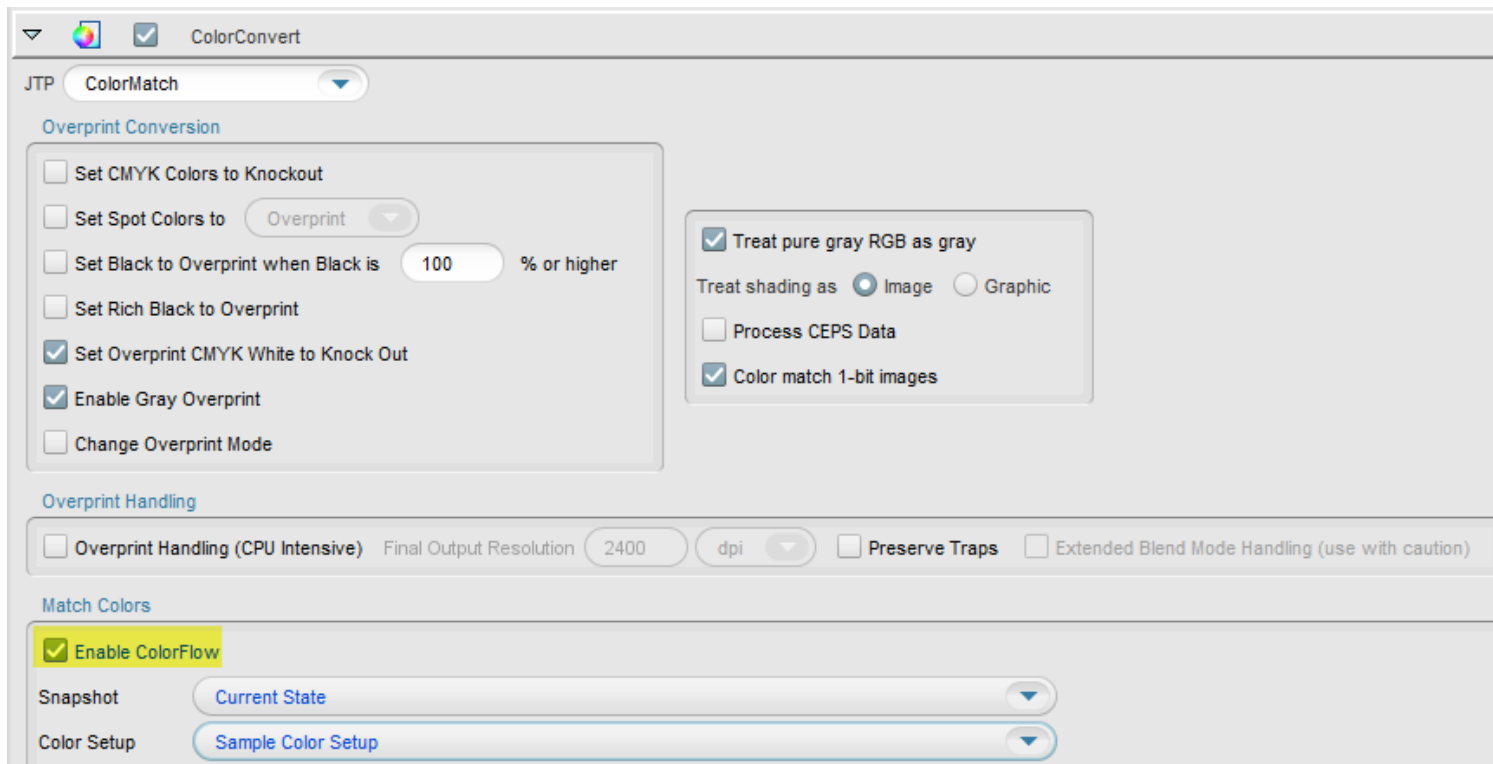 ColorConvert
JTP ColorMatch
Overprint Conversion
Set CMYK Colors to Knockout
Set Spot Colors to Overprint
Set Black to Overprint when Black is 100 % or higher
Set Rich Black to Overprint
Set Overprint CMYK White to Knock Out
Enable Gray Overprint
Change Overprint Mode
Treat pure gray RGB as gray
Treat shading as Image Graphic
Process CEPS Data
Color match 1-bit images
Overprint Handling
Overprint Handling (CPU Intensive) Final Output Resolution 2400 dpi Preserve Traps Extended Blend Mode Handling (use with caution)
Match Colors
Enable ColorFlow
Snapshot Current State
Color Setup Sample Color Setup